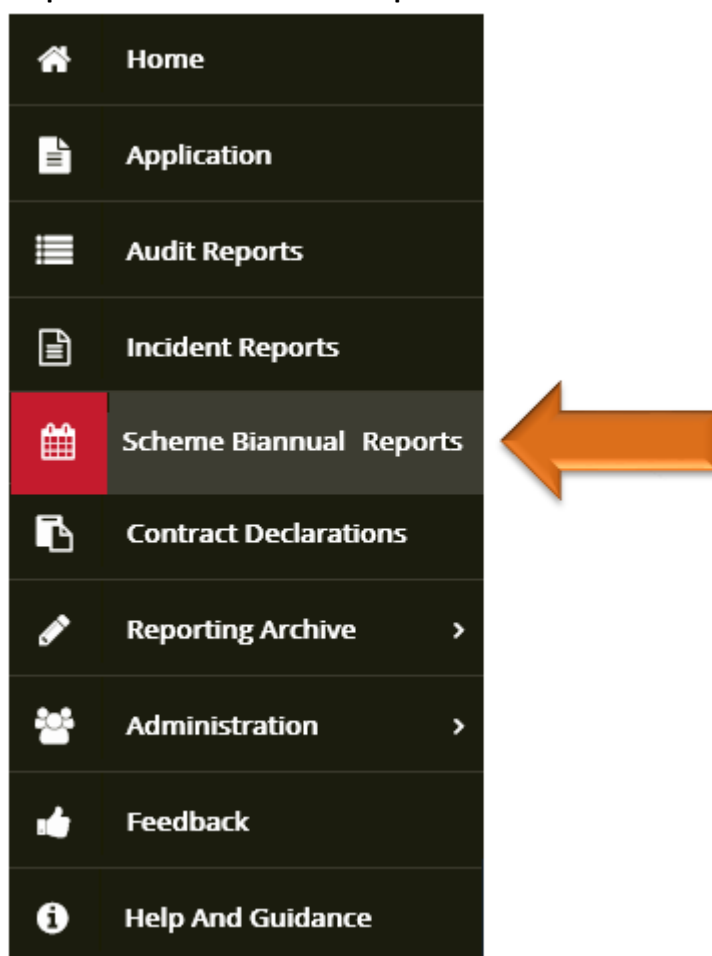 Home
Application
Audit Reports
Incident Reports
Scheme Biannual Reports
Contract Declarations
Reporting Archive
Administration
Feedback
Help And Guidance